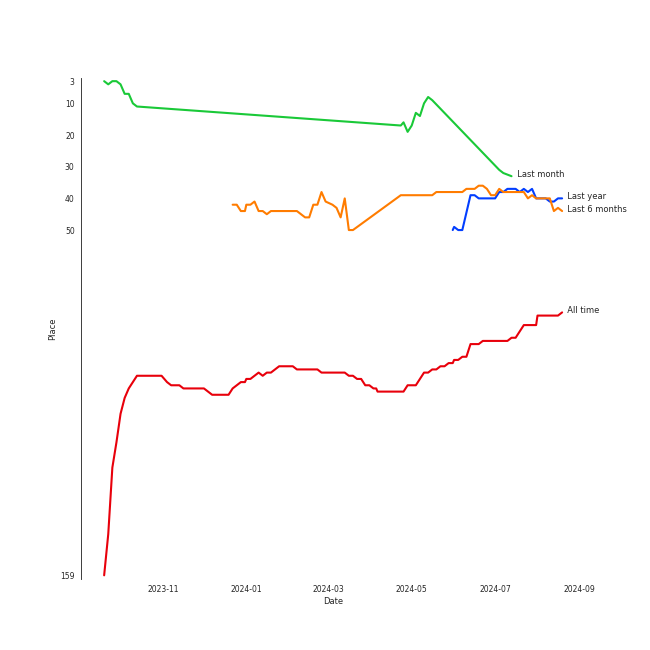 3
10
20
30
40
50
159
Place
Last month
Last year
Last 6 months
All time
2023-11 2024-01 2024-03 2024-05 2024-07 2024-09
Date